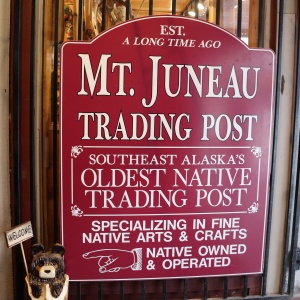 EST.
A LONG TIME AGO
MT. JUNEAU
TRADING POST
SOUTHEAST ALASKA'S
OLDEST NATIVE
TRADING POST
SPECIALIZING IN FINE
NATIVE ARTS & CRAFTS
NATIVE OWNED
& OPERATED
WELCOME